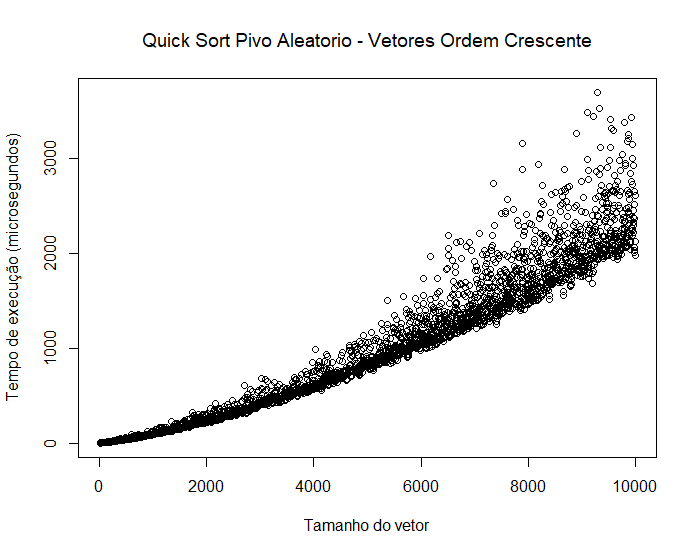 Quick Sort Pivo Aleatorio - Vetores Ordem Crescente
Tempo de execução (microsegundos)
3000
2000
1000
0
0 2000 4000 6000 8000 10000
Tamanho do vetor